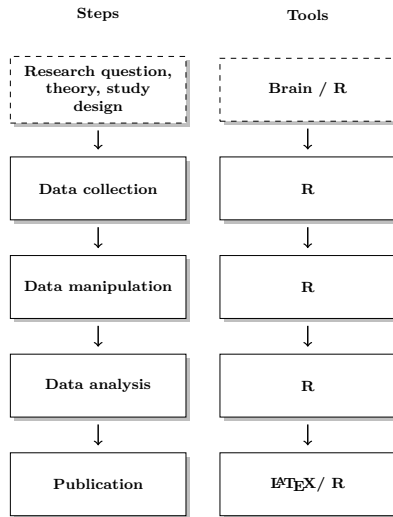 Steps Tools
Research question,
theory, study
design
Brain / R
Data collection
R
Data manipulation
R
Data analysis
R
Publication
LATEX/ R